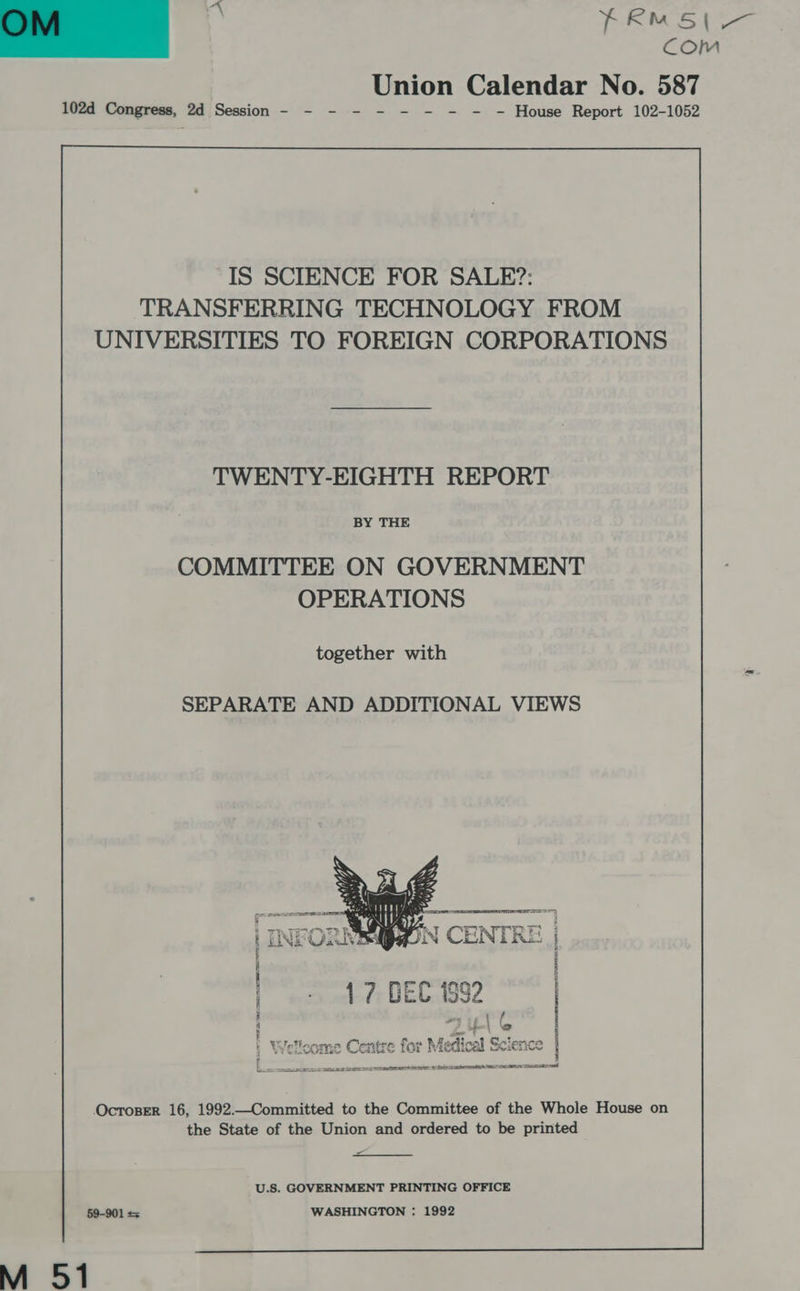 OM
RM 51
COM
Union Calendar No. 587
102d Congress, 2d Session - - - - - - - - - - House Report 102-1052
IS SCIENCE FOR SALE?:
TRANSFERRING TECHNOLOGY FROM
UNIVERSITIES TO FOREIGN CORPORATIONS
TWENTY-EIGHTH REPORT
BY THE
COMMITTEE ON GOVERNMENT
OPERATIONS
together with
SEPARATE AND ADDITIONAL VIEWS
CENTRE
17 DEC 1992
2416
Wellcome Centre for Medical Science
OCTOBER 16, 1992.—Committed to the Committee of the Whole House on
the State of the Union and ordered to be printed
U.S. GOVERNMENT PRINTING OFFICE
59-901
WASHINGTON : 1992
M 51